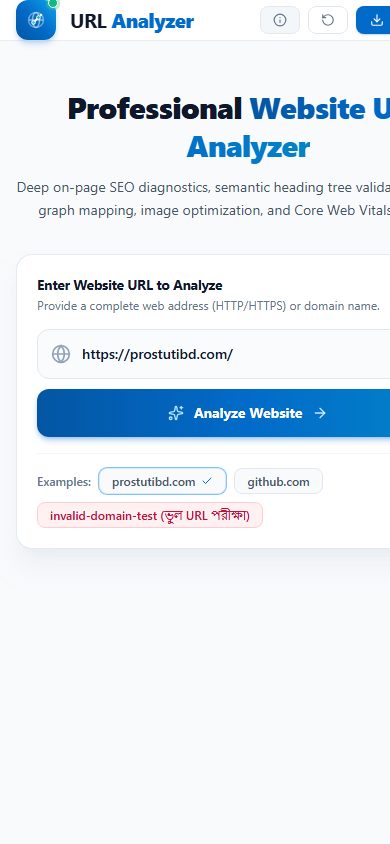 URL Analyzer
Professional Website U
Analyzer
Deep on-page SEO diagnostics, semantic heading tree valida
graph mapping, image optimization, and Core Web Vitals
Enter Website URL to Analyze
Provide a complete web address (HTTP/HTTPS) or domain name.
https://prostutibd.com/
Analyze Website
Examples: prostutibd.com github.com
invalid-domain-test (ভুল URL পরীক্ষা)